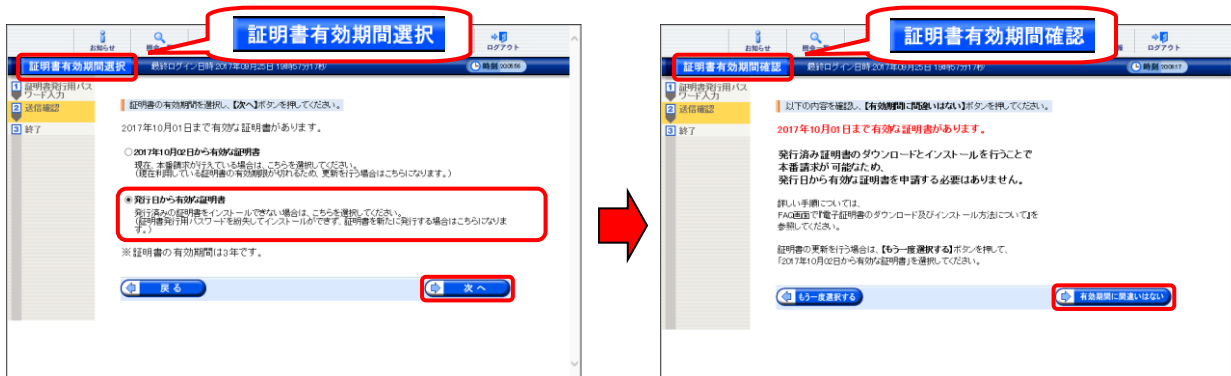 証明書有効期間選択
お知らせ
ログアウト
証明書有効期間選択
最終ログイン日時 2017年09月25日 19時57分17秒
時刻
1 証明書発行用パス
ワード入力
2 送信確認
3 終了
証明書の有効期間を選択し、【次へ】ボタンを押してください。
2017年10月01日まで有効な証明書があります。
2017年10月02日から有効な証明書
現在、本番請求が行えている場合は、こちらを選択してください。
(現在利用している証明書の有効期限が切れるため、更新を行う場合はこちらになります。)
発行日から有効な証明書
発行済みの証明書をインストールできない場合は、こちらを選択してください。
(証明書発行用パスワードを紛失してインストールができず、証明書を新たに発行する場合はこちらになりま
す。)
※証明書の有効期間は3年です。
戻る
次へ
証明書有効期間確認
お知らせ
ログアウト
証明書有効期間確認
最終ログイン日時 2017年09月25日 19時57分17秒
時刻
1 証明書発行用パス
ワード入力
2 送信確認
3 終了
以下の内容を確認し、【有効期間に間違いはない】ボタンを押してください。
2017年10月01日まで有効な証明書があります。
発行済み証明書のダウンロードとインストールを行うことで
本番請求が可能なため、
発行日から有効な証明書を申請する必要はありません。
詳しい手順については、
FAQ画面で『電子証明書のダウンロード及びインストール方法について』を
参照してください。
証明書の更新を行う場合は、【もう一度選択する】ボタンを押して、
「2017年10月02日から有効な証明書」を選択してください。
もう一度選択する
有効期間に間違いはない